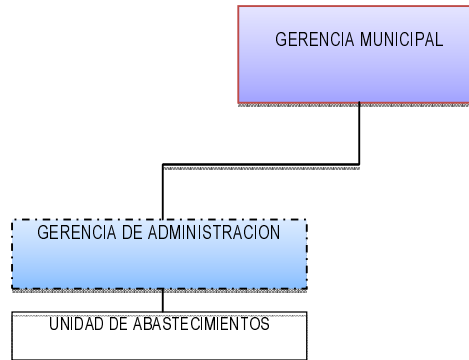 GERENCIA MUNICIPAL
GERENCIA DE ADMINISTRACION
UNIDAD DE ABASTECIMIENTOS